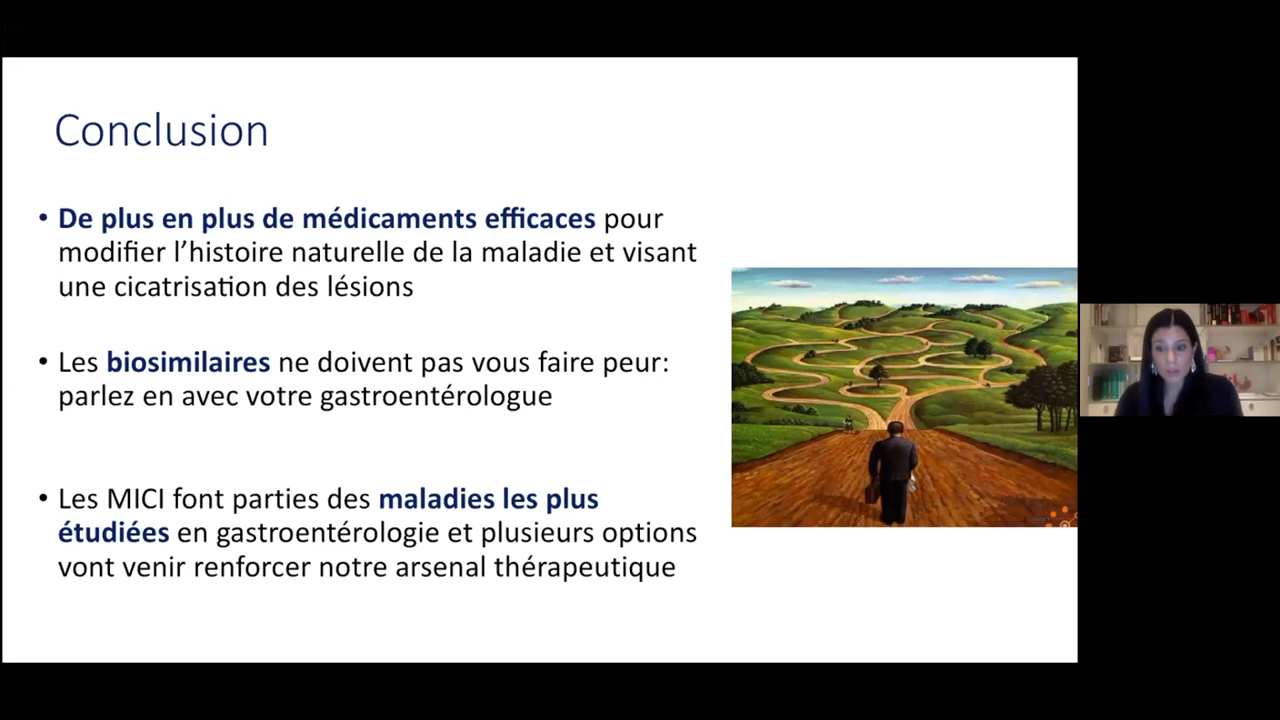 Conclusion
• De plus en plus de médicaments efficaces pour
modifier l’histoire naturelle de la maladie et visant
une cicatrisation des lésions
• Les biosimilaires ne doivent pas vous faire peur:
parlez en avec votre gastroentérologue
• Les MICI font parties des maladies les plus
étudiées en gastroentérologie et plusieurs options
vont venir renforcer notre arsenal thérapeutique